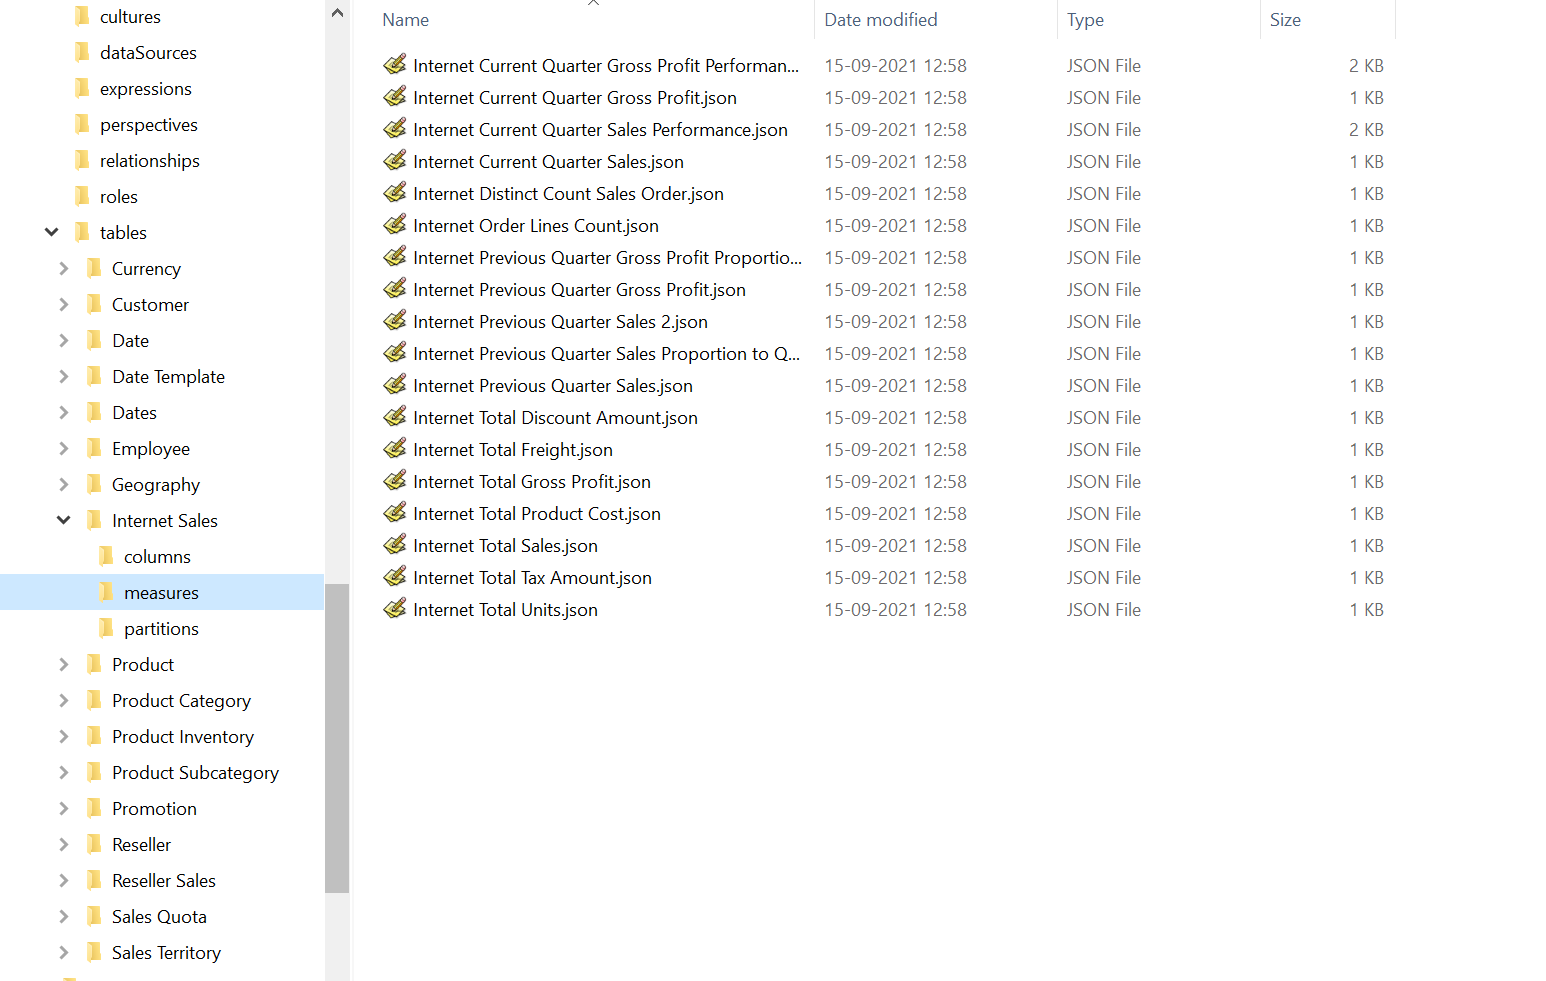 cultures
dataSources
expressions
perspectives
relationships
roles
tables
Currency
Customer
Date
Date Template
Dates
Employee
Geography
Internet Sales
columns
measures
partitions
Product
Product Category
Product Inventory
Product Subcategory
Promotion
Reseller
Reseller Sales
Sales Quota
Sales Territory
Name Date modified Type Size
Internet Current Quarter Gross Profit Performan... 15-09-2021 12:58 JSON File 2 KB
Internet Current Quarter Gross Profit.json 15-09-2021 12:58 JSON File 1 KB
Internet Current Quarter Sales Performance.json 15-09-2021 12:58 JSON File 2 KB
Internet Current Quarter Sales.json 15-09-2021 12:58 JSON File 1 KB
Internet Distinct Count Sales Order.json 15-09-2021 12:58 JSON File 1 KB
Internet Order Lines Count.json 15-09-2021 12:58 JSON File 1 KB
Internet Previous Quarter Gross Profit Proportio... 15-09-2021 12:58 JSON File 1 KB
Internet Previous Quarter Gross Profit.json 15-09-2021 12:58 JSON File 1 KB
Internet Previous Quarter Sales 2.json 15-09-2021 12:58 JSON File 1 KB
Internet Previous Quarter Sales Proportion to Q... 15-09-2021 12:58 JSON File 1 KB
Internet Previous Quarter Sales.json 15-09-2021 12:58 JSON File 1 KB
Internet Total Discount Amount.json 15-09-2021 12:58 JSON File 1 KB
Internet Total Freight.json 15-09-2021 12:58 JSON File 1 KB
Internet Total Gross Profit.json 15-09-2021 12:58 JSON File 1 KB
Internet Total Product Cost.json 15-09-2021 12:58 JSON File 1 KB
Internet Total Sales.json 15-09-2021 12:58 JSON File 1 KB
Internet Total Tax Amount.json 15-09-2021 12:58 JSON File 1 KB
Internet Total Units.json 15-09-2021 12:58 JSON File 1 KB